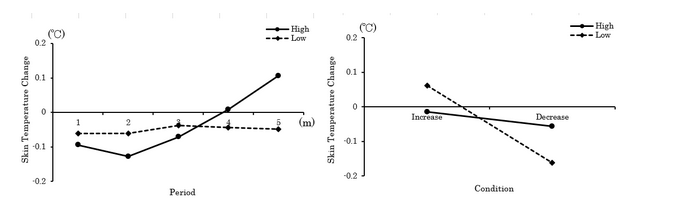 (℃)
High
Low
0.2
0.1
0
-0.1
-0.2
1 2 3 4 5 (m)
Skin Temperature Change
Period
(℃)
High
Low
0.2
0.1
0
-0.1
-0.2
Increase Decrease
Skin Temperature Change
Condition